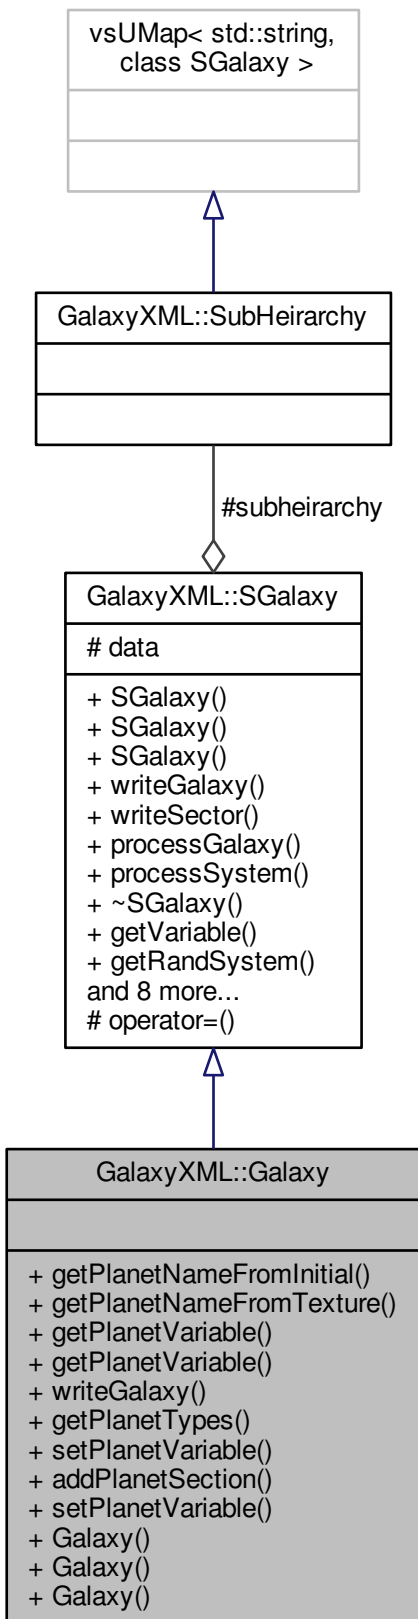 vsUMap< std::string,
class SGalaxy >
GalaxyXML::SubHeirarchy
#subheirarchy
GalaxyXML::SGalaxy
# data
+ SGalaxy()
+ SGalaxy()
+ SGalaxy()
+ writeGalaxy()
+ writeSector()
+ processGalaxy()
+ processSystem()
+ ~SGalaxy()
+ getVariable()
+ getRandSystem()
and 8 more...
# operator=()
GalaxyXML::Galaxy
+ getPlanetNameFromInitial()
+ getPlanetNameFromTexture()
+ getPlanetVariable()
+ getPlanetVariable()
+ writeGalaxy()
+ getPlanetTypes()
+ setPlanetVariable()
+ addPlanetSection()
+ setPlanetVariable()
+ Galaxy()
+ Galaxy()
+ Galaxy()